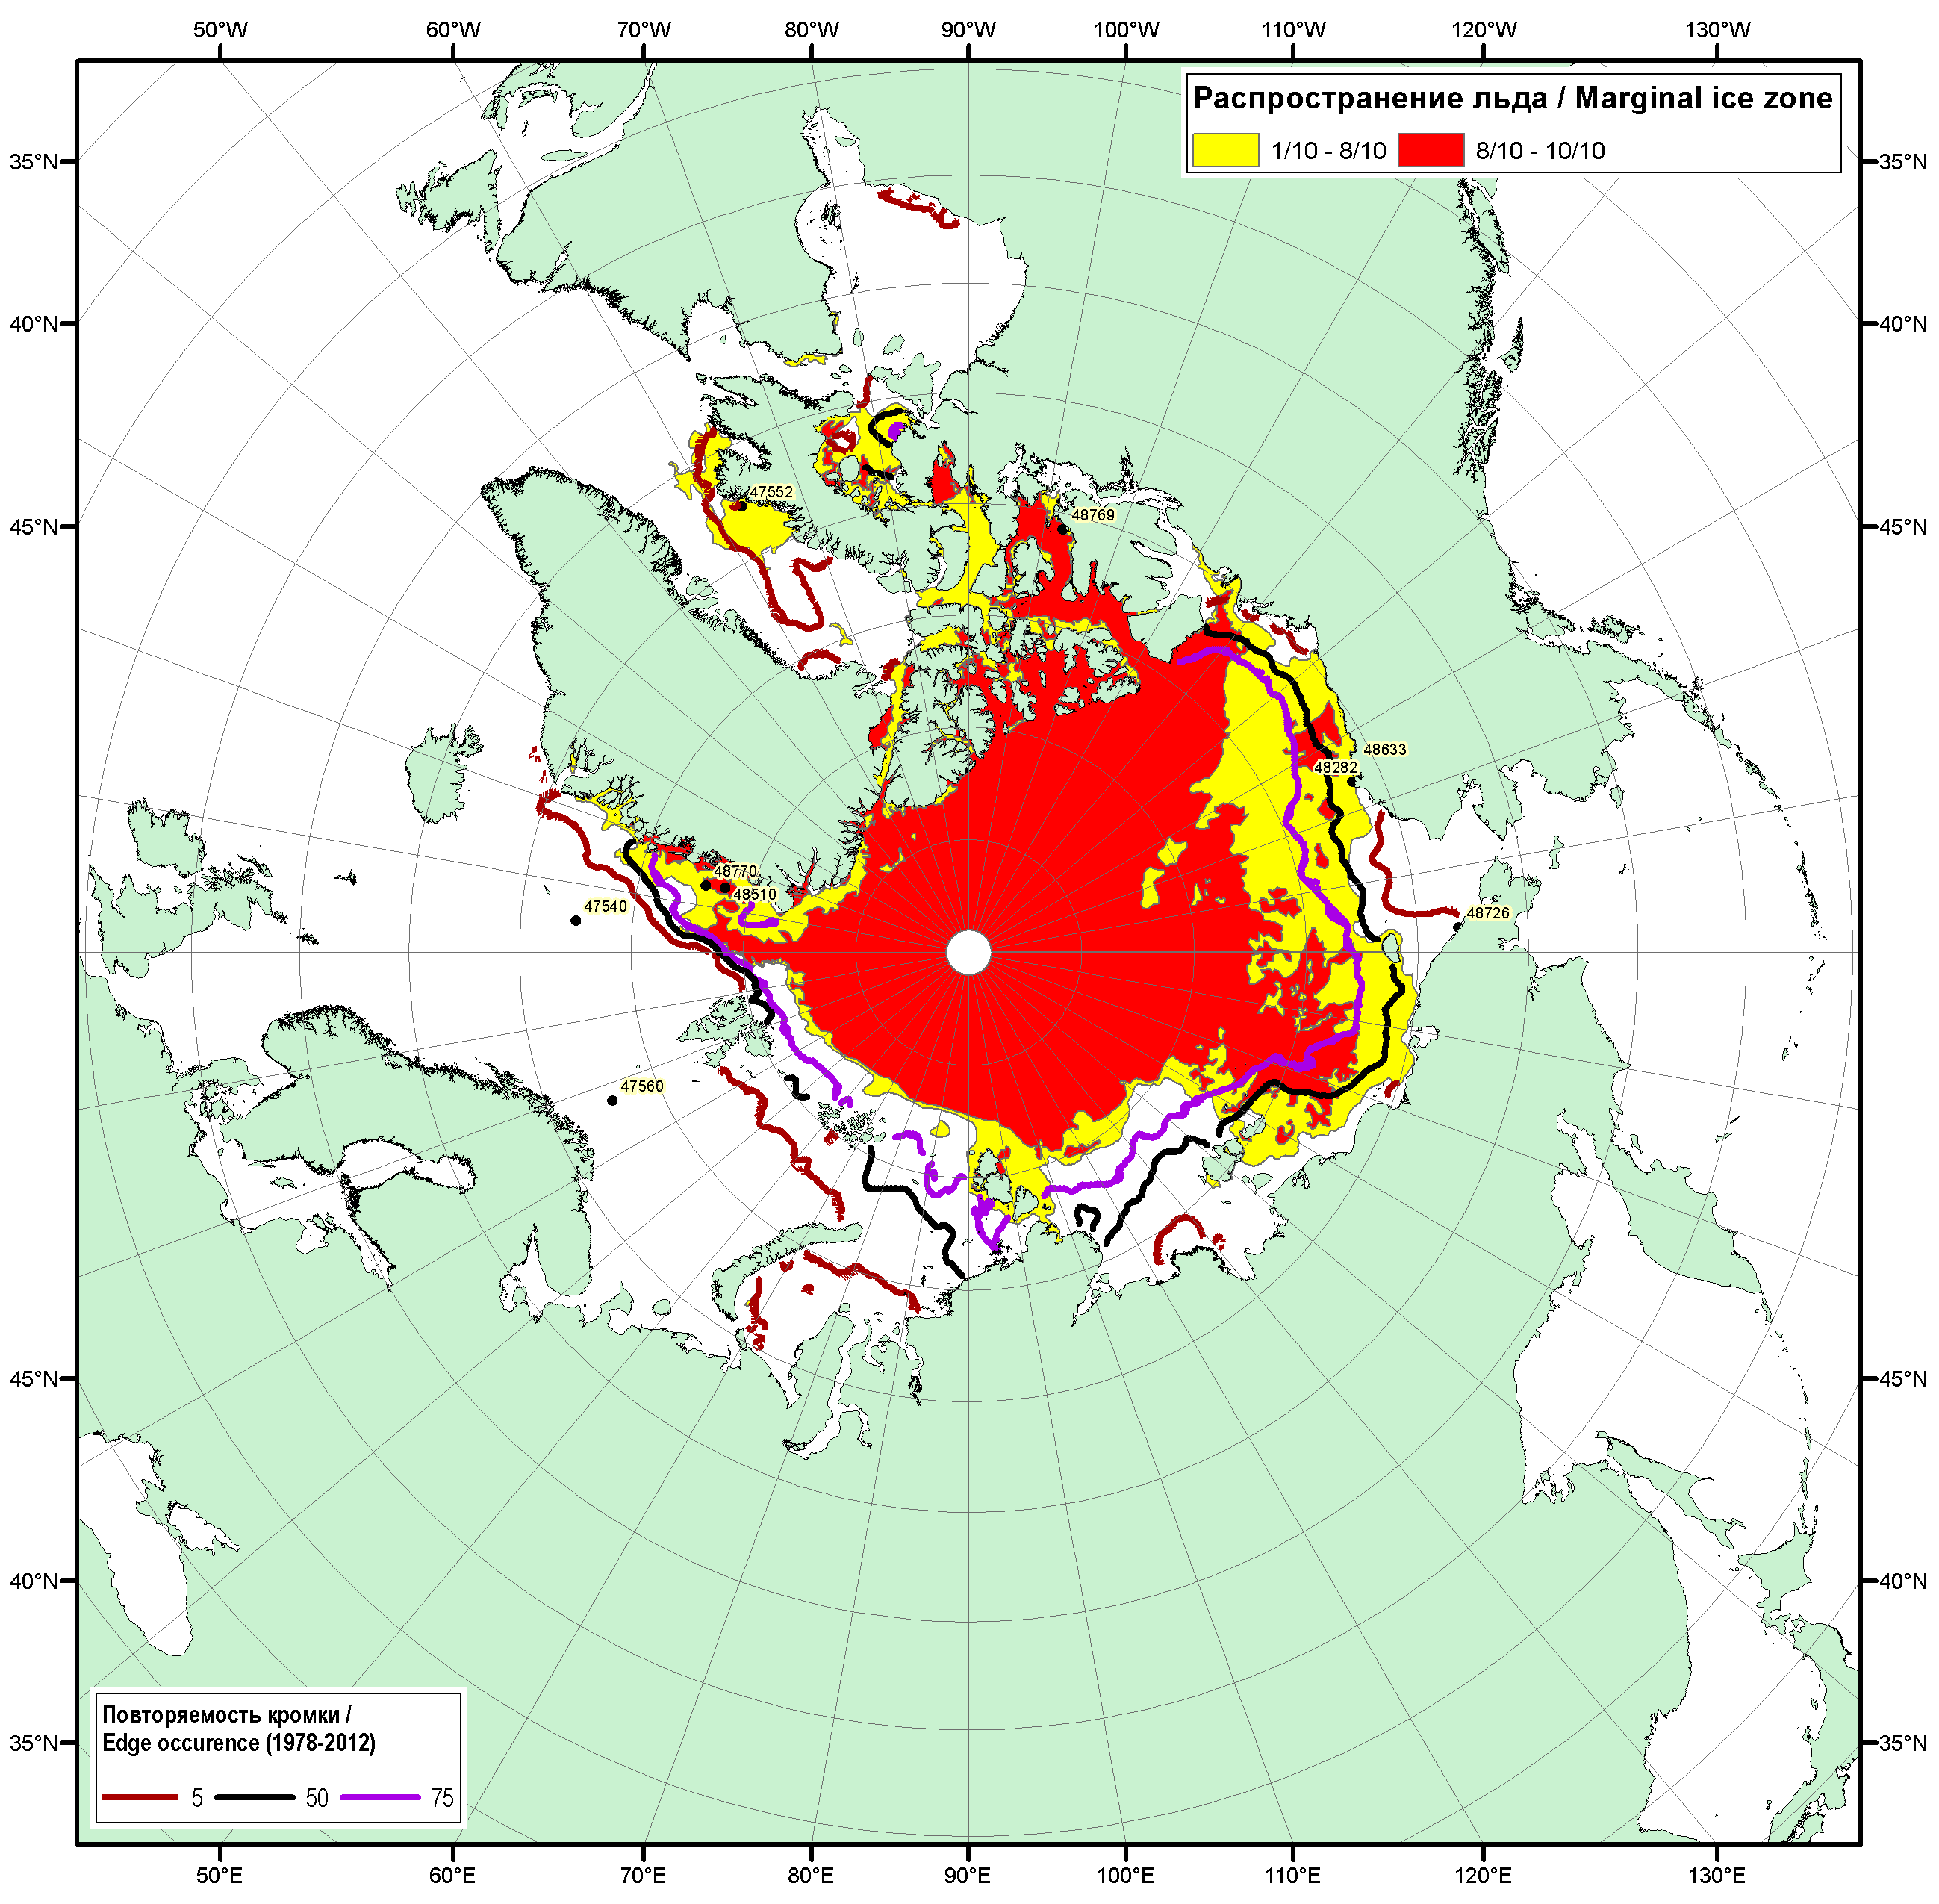 50°W 60°W 70°W 80°W 90°W 100°W 110°W 120°W 130°W
Распространение льда / Marginal ice zone
1/10 - 8/10 8/10 - 10/10
35°N 35°N
40°N 40°N
47552
48769
45°N 45°N
48633
48282
48770
48510
47540
48726
47560
45°N 45°N
40°N 40°N
Повторяемость кромки /
Edge occurence (1978-2012)
35°N 35°N
5 50 75
50°E 60°E 70°E 80°E 90°E 100°E 110°E 120°E 130°E